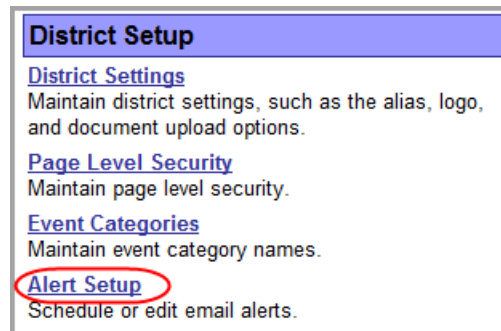 District Setup
District Settings
Maintain district settings, such as the alias, logo,
and document upload options.
Page Level Security
Maintain page level security.
Event Categories
Maintain event category names.
Alert Setup
Schedule or edit email alerts.